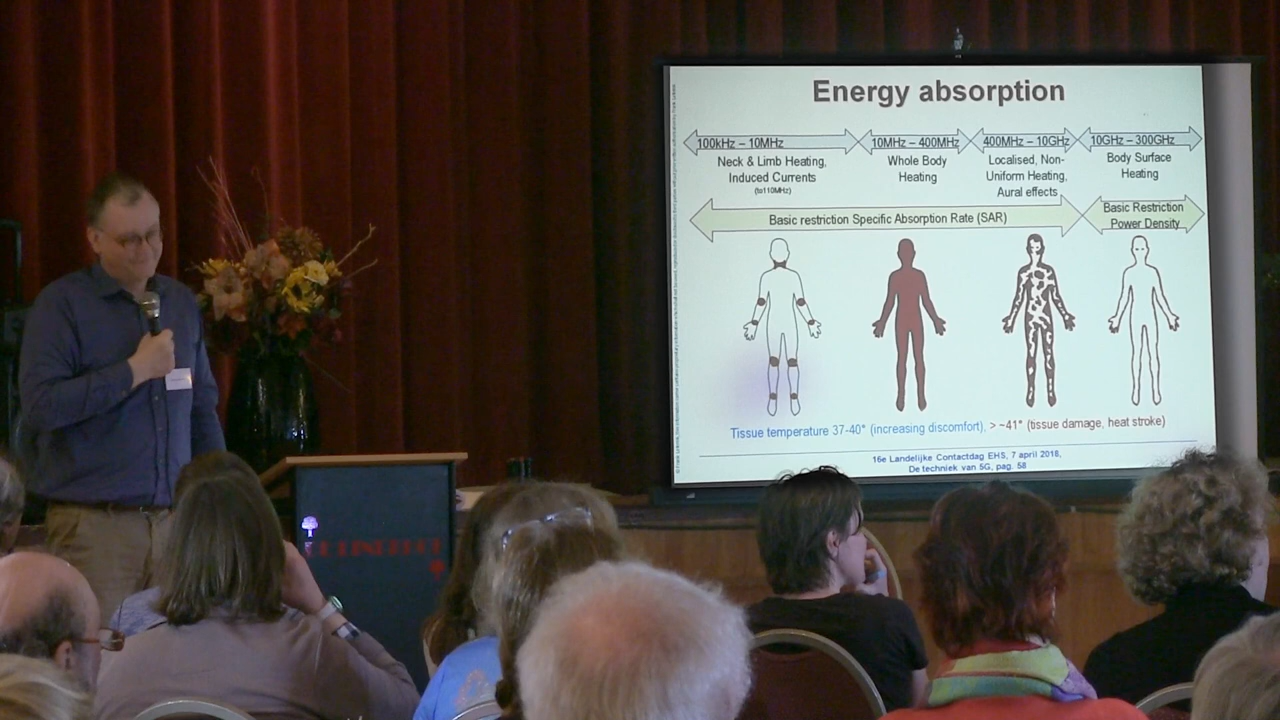 Energy absorption
100kHz – 10MHz
10MHz – 400MHz
400MHz – 10GHz
10GHz – 300GHz
Neck & Limb Heating,
Induced Currents
(to110MHz)
Whole Body
Heating
Localised, Non-
Uniform Heating,
Aural effects
Body Surface
Heating
Basic restriction Specific Absorption Rate (SAR)
Basic Restriction
Power Density
Tissue temperature 37-40° (increasing discomfort), > ~41° (tissue damage, heat stroke)
16e Landelijke Contactdag EHS, 7 april 2018,
De techniek van 5G, pag. 58